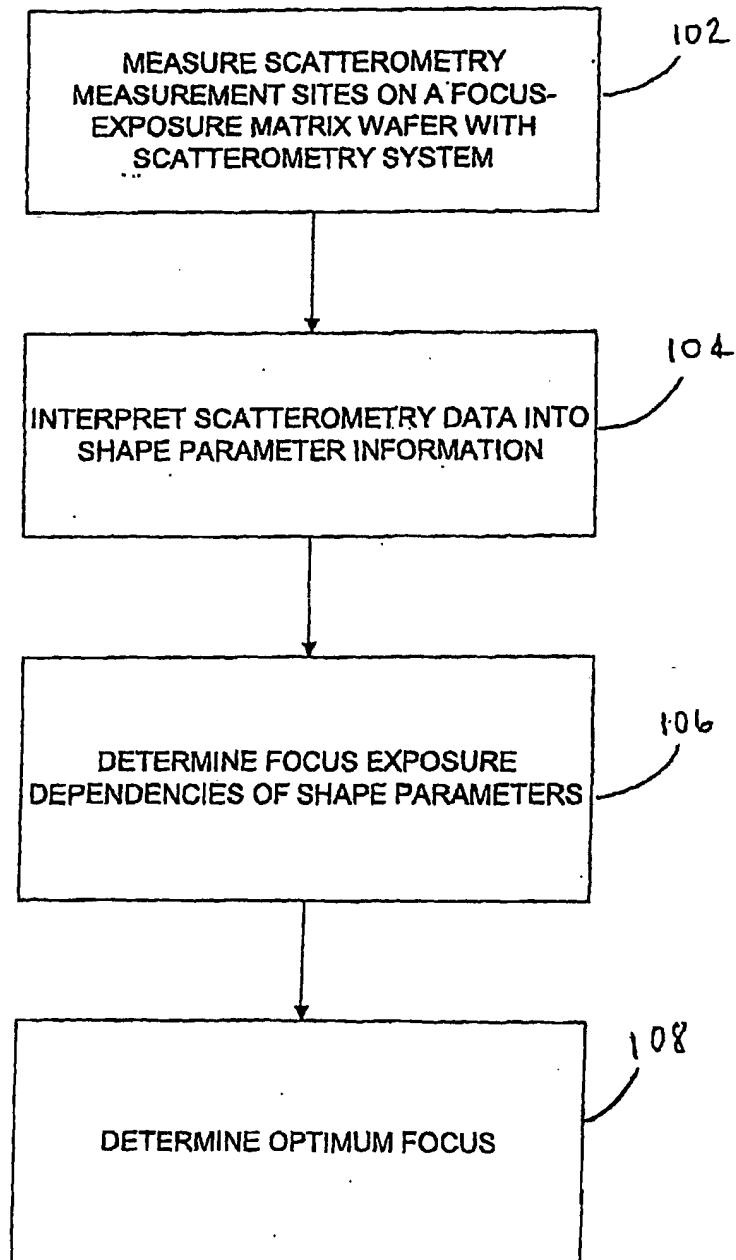 102
MEASURE SCATTEROMETRY
MEASUREMENT SITES ON A FOCUS-
EXPOSURE MATRIX WAFER WITH
SCATTEROMETRY SYSTEM
104
INTERPRET SCATTEROMETRY DATA INTO
SHAPE PARAMETER INFORMATION
106
DETERMINE FOCUS EXPOSURE
DEPENDENCIES OF SHAPE PARAMETERS
108
DETERMINE OPTIMUM FOCUS